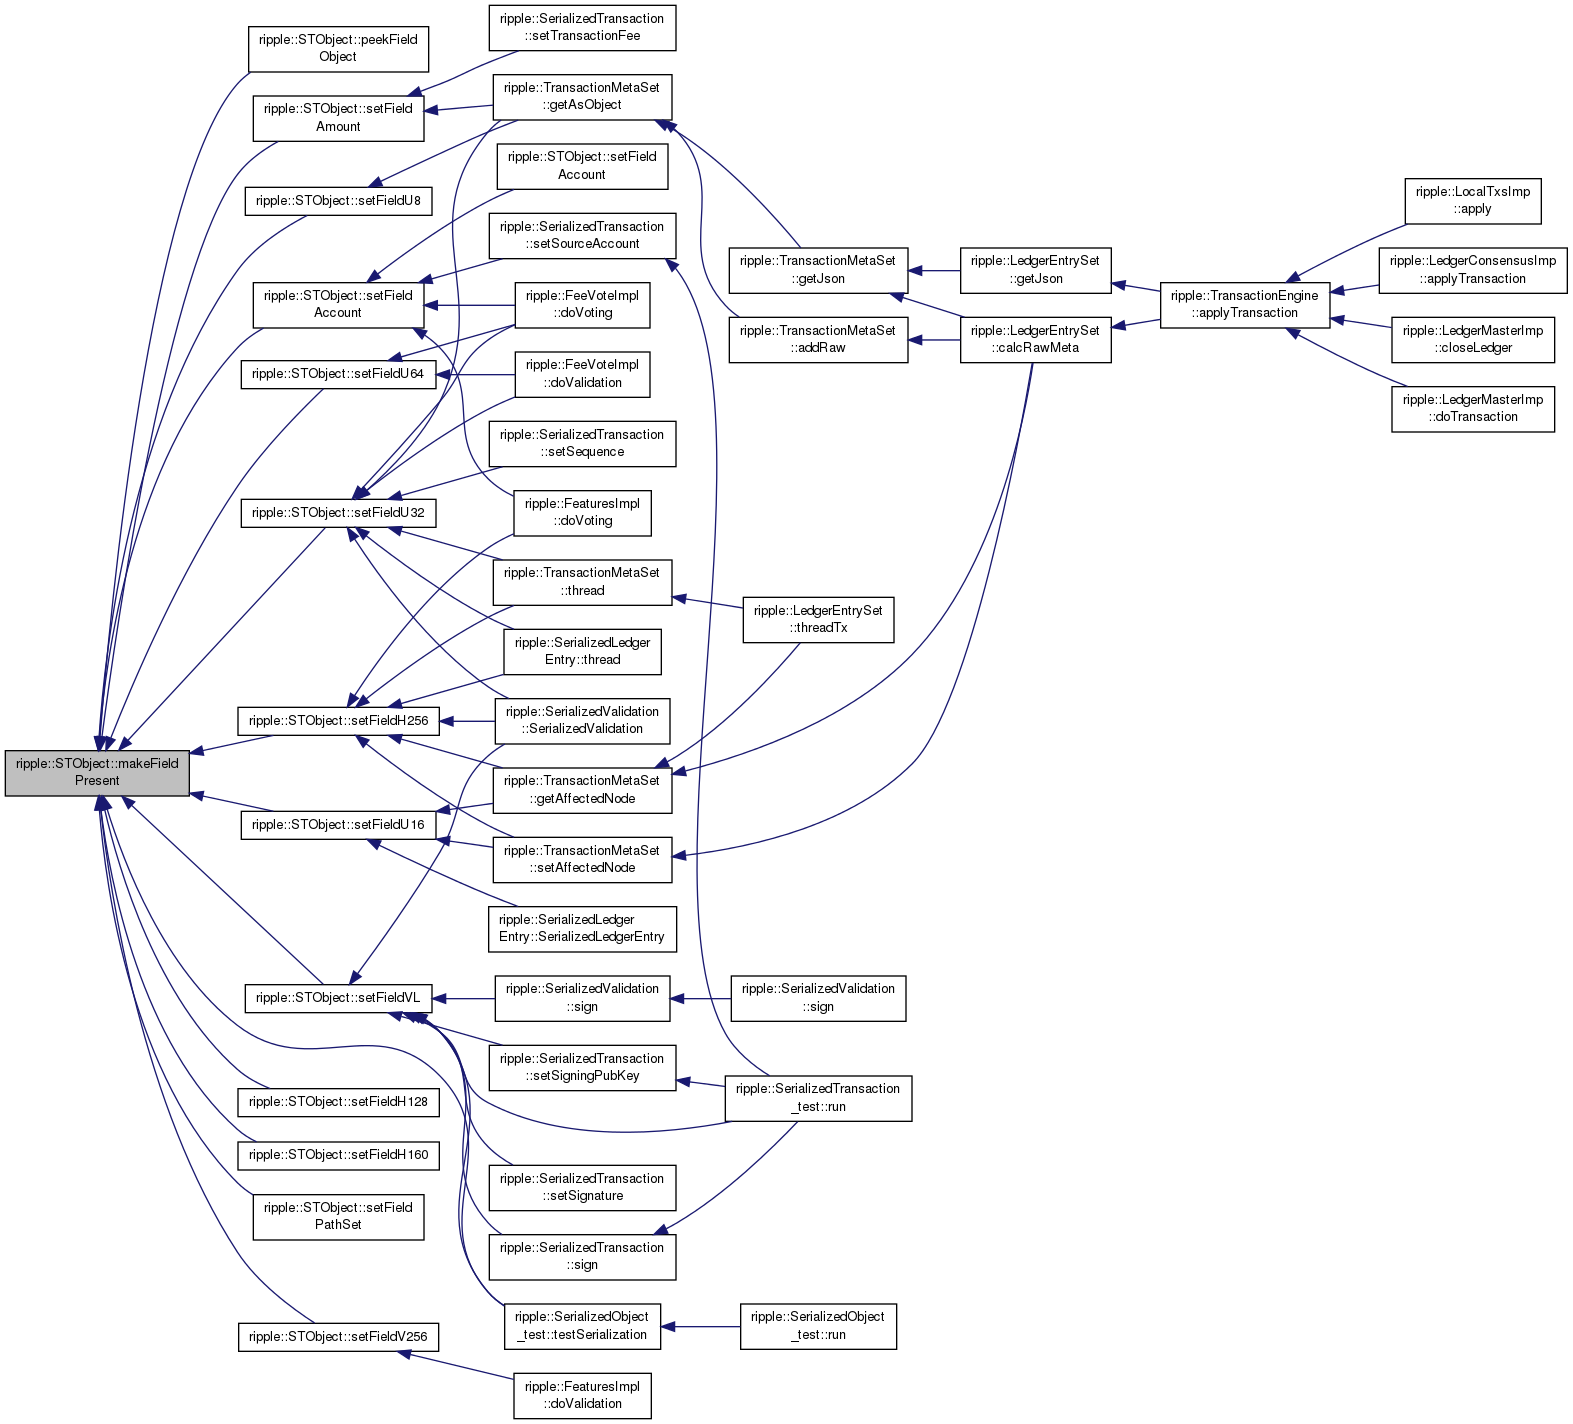 ripple::STObject::makeField
Present
ripple::STObject::peekField
Object
ripple::STObject::setField
Amount
ripple::STObject::setFieldU8
ripple::STObject::setField
Account
ripple::STObject::setFieldU64
ripple::STObject::setFieldU32
ripple::STObject::setFieldH256
ripple::STObject::setFieldU16
ripple::STObject::setFieldVL
ripple::STObject::setFieldH128
ripple::STObject::setFieldH160
ripple::STObject::setField
PathSet
ripple::STObject::setFieldV256
ripple::SerializedTransaction
::setTransactionFee
ripple::TransactionMetaSet
::getAsObject
ripple::STObject::setField
Account
ripple::SerializedTransaction
::setSourceAccount
ripple::FeeVoteImpl
::doVoting
ripple::FeeVoteImpl
::doValidation
ripple::SerializedTransaction
::setSequence
ripple::FeaturesImpl
::doVoting
ripple::TransactionMetaSet
::thread
ripple::SerializedLedger
Entry::thread
ripple::SerializedValidation
::SerializedValidation
ripple::TransactionMetaSet
::getAffectedNode
ripple::TransactionMetaSet
::setAffectedNode
ripple::SerializedLedger
Entry::SerializedLedgerEntry
ripple::SerializedValidation
::sign
ripple::SerializedTransaction
::setSigningPubKey
ripple::SerializedTransaction
::setSignature
ripple::SerializedTransaction
::sign
ripple::SerializedObject
_test::testSerialization
ripple::FeaturesImpl
::doValidation
ripple::TransactionMetaSet
::getJson
ripple::TransactionMetaSet
::addRaw
ripple::LedgerEntrySet
::threadTx
ripple::SerializedValidation
::sign
ripple::SerializedTransaction
_test::run
ripple::SerializedObject
_test::run
ripple::LedgerEntrySet
::getJson
ripple::LedgerEntrySet
::calcRawMeta
ripple::TransactionEngine
::applyTransaction
ripple::LocalTxsImp
::apply
ripple::LedgerConsensusImp
::applyTransaction
ripple::LedgerMasterImp
::closeLedger
ripple::LedgerMasterImp
::doTransaction